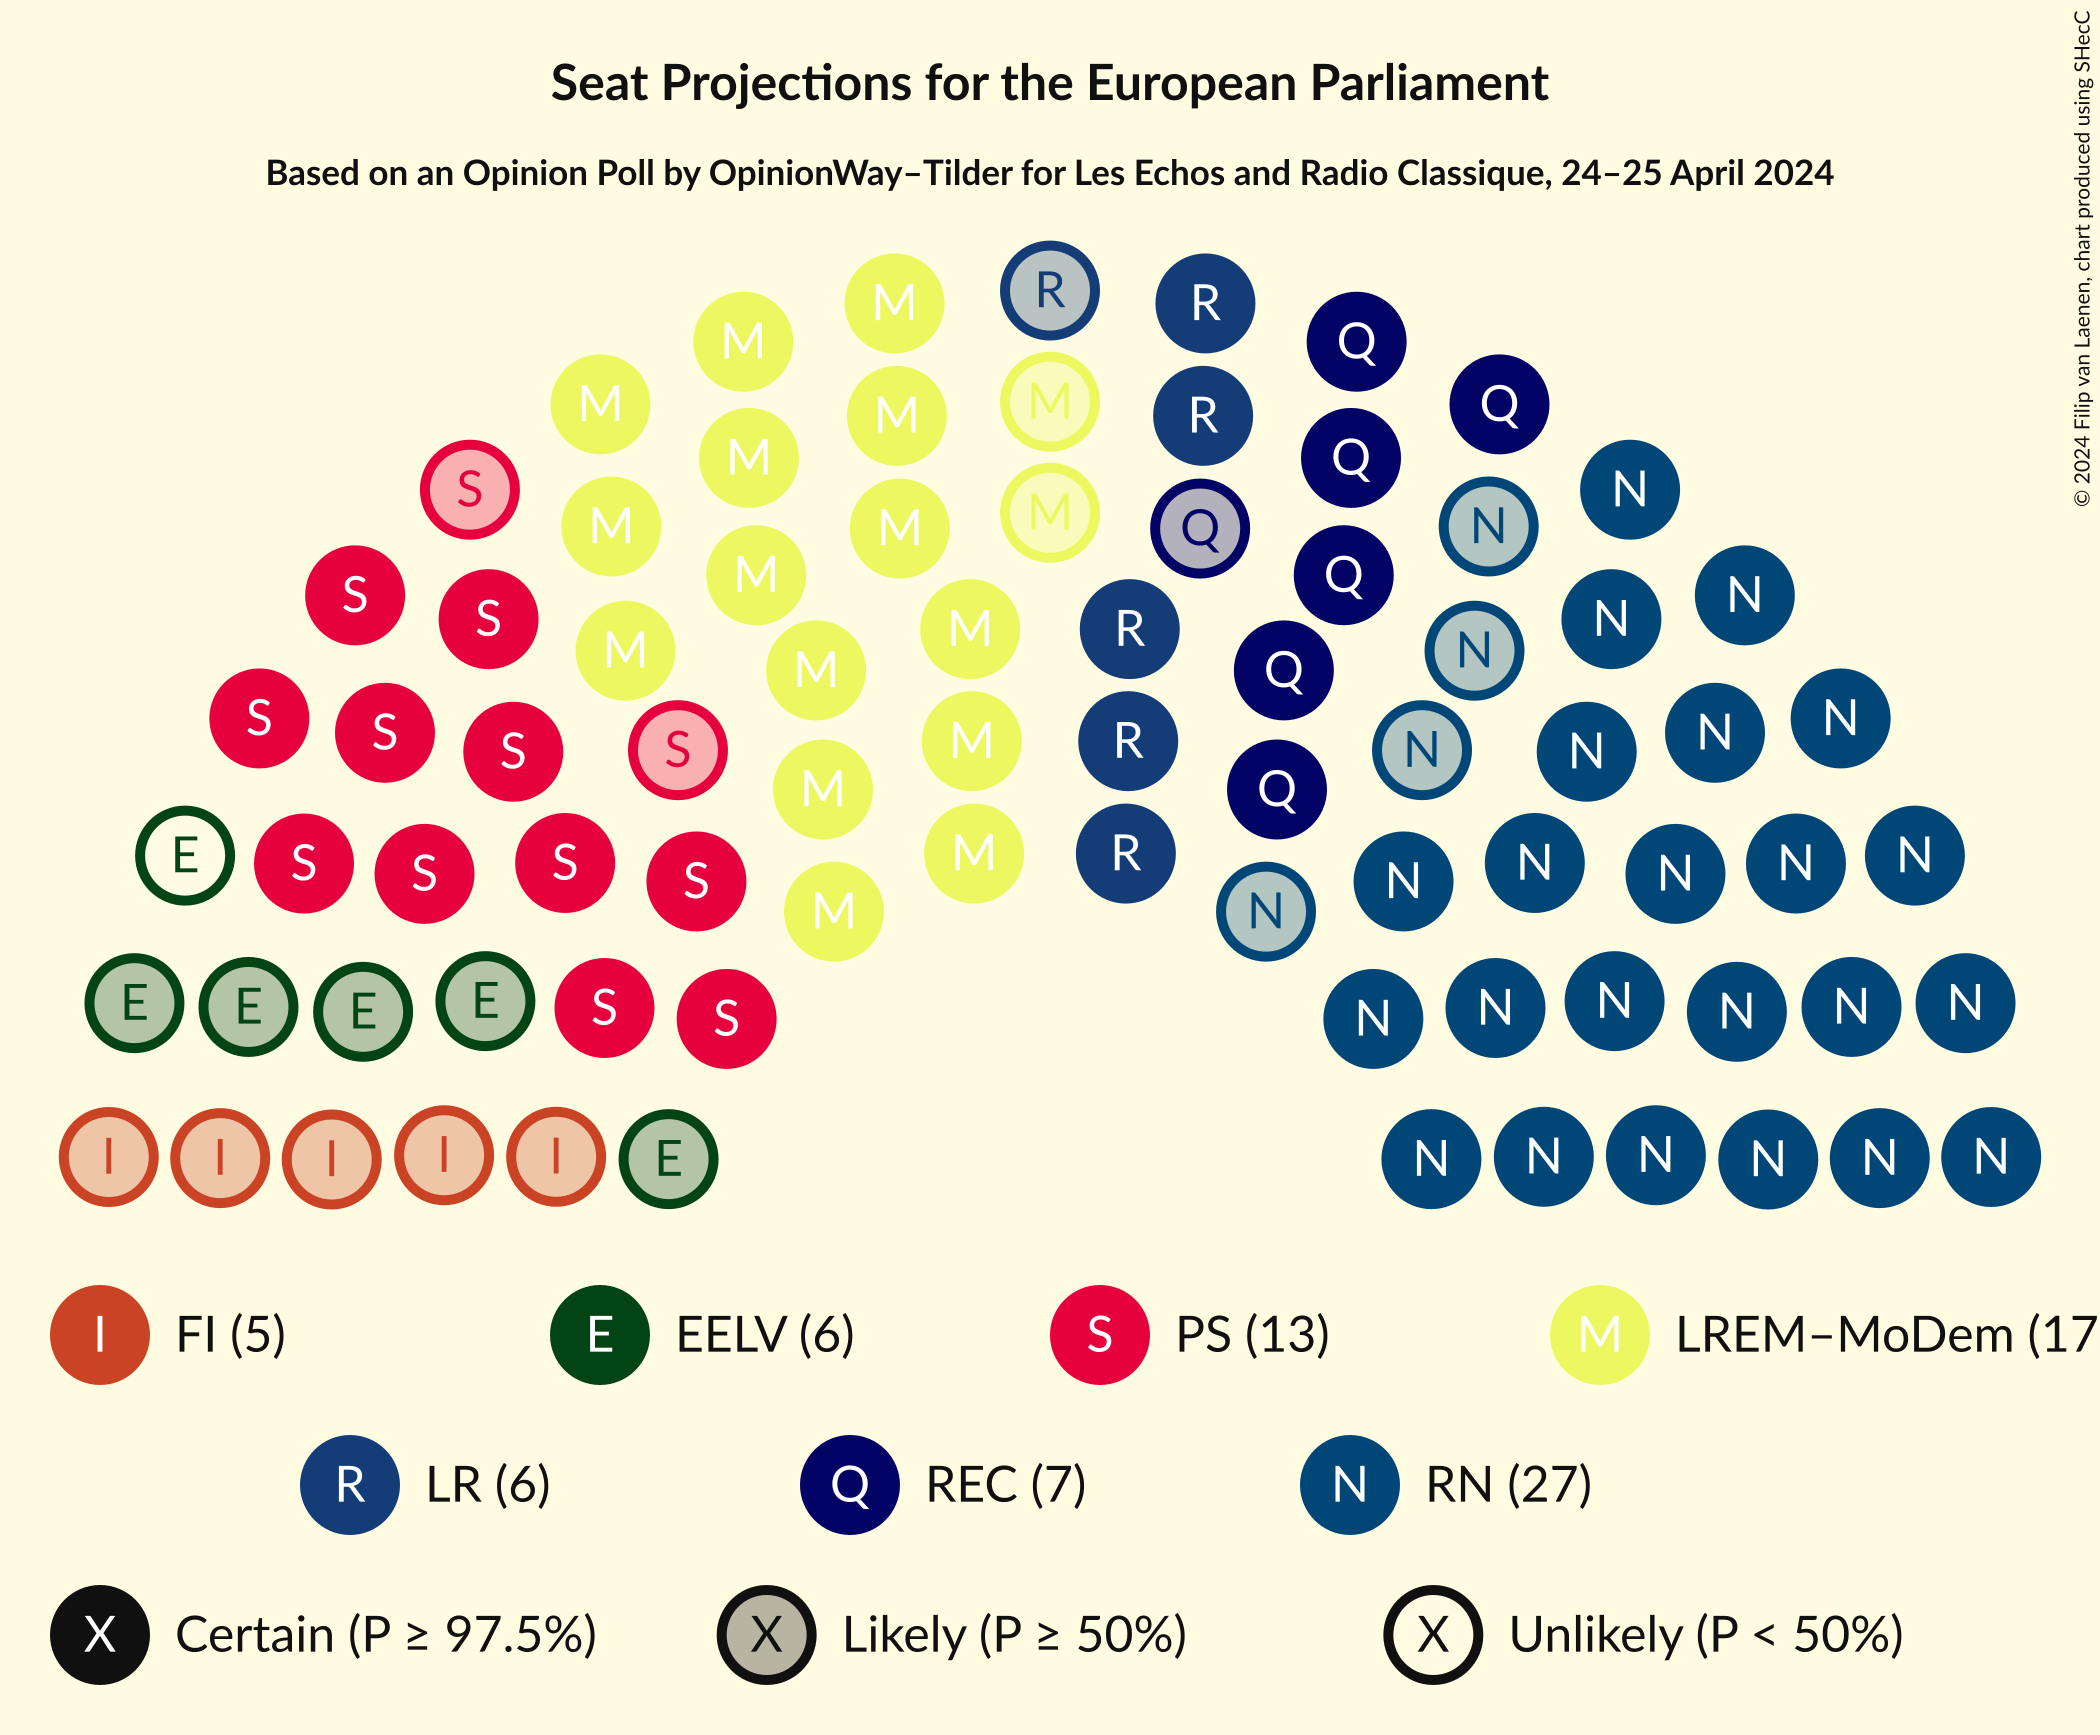 Seat Projections for the European Parliament
Based on an Opinion Poll by OpinionWay–Tilder for Les Echos and Radio Classique, 24–25 April 2024
© 2024 Filip van Laenen, chart produced using SHecC
R
M R Q
M M R Q
M M M Q N
S M M M Q N N
S S M M M R Q N N N
S S S S M M R Q N N N N
E S S S S M M R N N N N N N
E E E E S S M N N N N N N
I I I I I E N N N N N N
I FI (5) E EELV (6) S PS (13) M LREM–MoDem (17
R LR (6) Q REC (7) N RN (27)
X Certain (P ≥ 97.5%) X Likely (P ≥ 50%) X Unlikely (P < 50%)